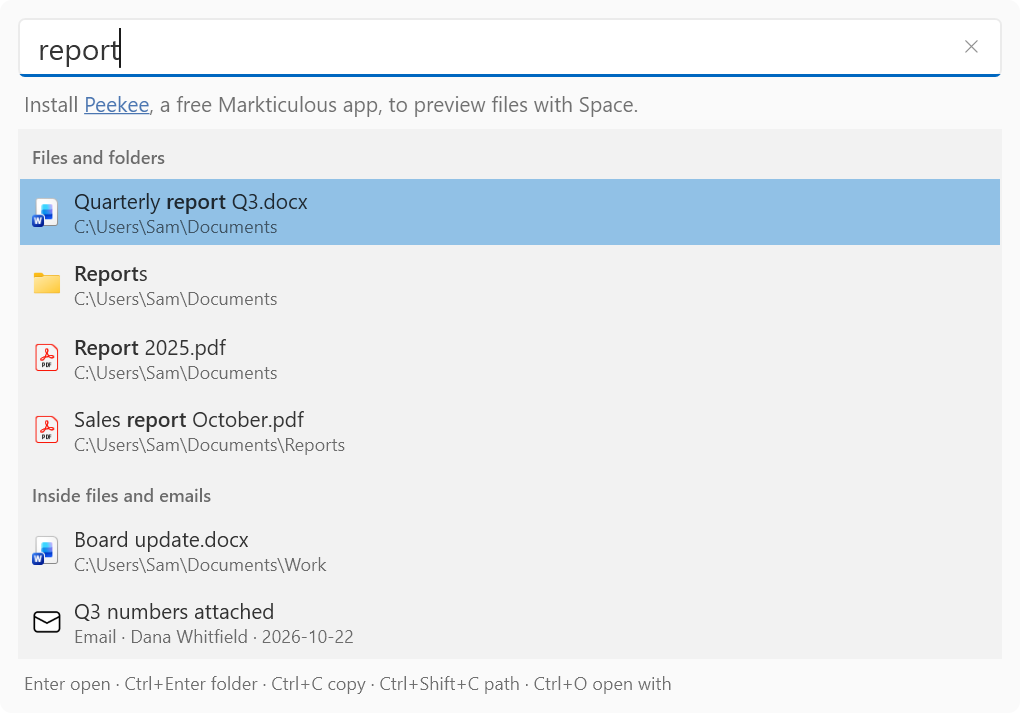 report
Install Peekee, a free Markticulous app, to preview files with Space.
Files and folders
Quarterly report Q3.docx
C:\Users\Sam\Documents
Reports
C:\Users\Sam\Documents
Report 2025.pdf
C:\Users\Sam\Documents
Sales report October.pdf
C:\Users\Sam\Documents\Reports
Inside files and emails
Board update.docx
C:\Users\Sam\Documents\Work
Q3 numbers attached
Email · Dana Whitfield · 2026-10-22
Enter open · Ctrl+Enter folder · Ctrl+C copy · Ctrl+Shift+C path · Ctrl+O open with